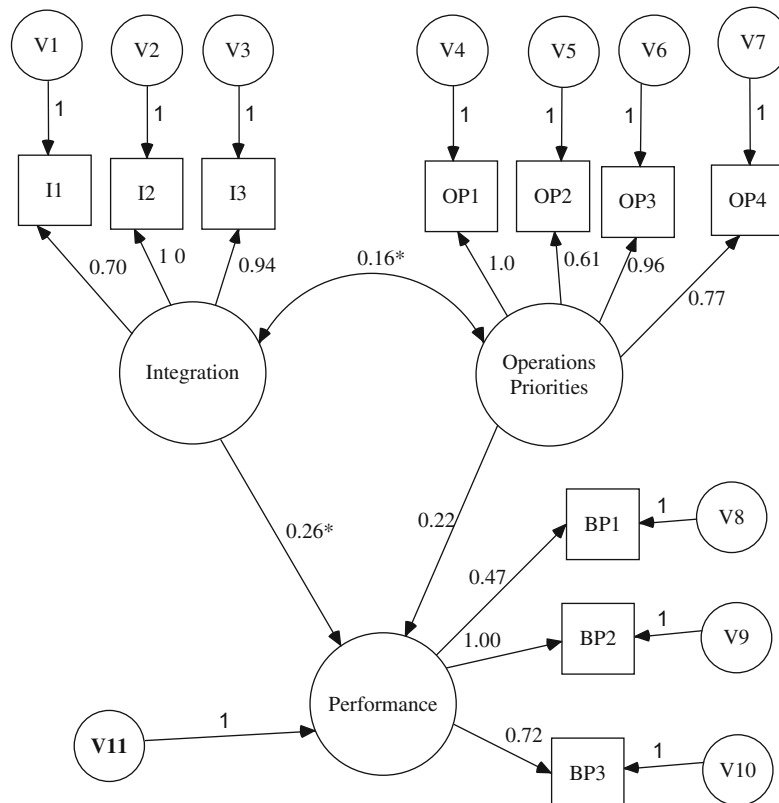 V1
V2
V3
V4
V5
V6
V7
1
1
1
1
1
1
1
I1
I2
I3
OP1
OP2
OP3
OP4
0.70
1 0
0.94
0.16*
1.0
0.61
0.96
0.77
Integration
Operations
Priorities
0.26*
0.22
BP1
1
V8
0.47
1.00
BP2
1
V9
Performance
V11
1
0.72
BP3
1
V10